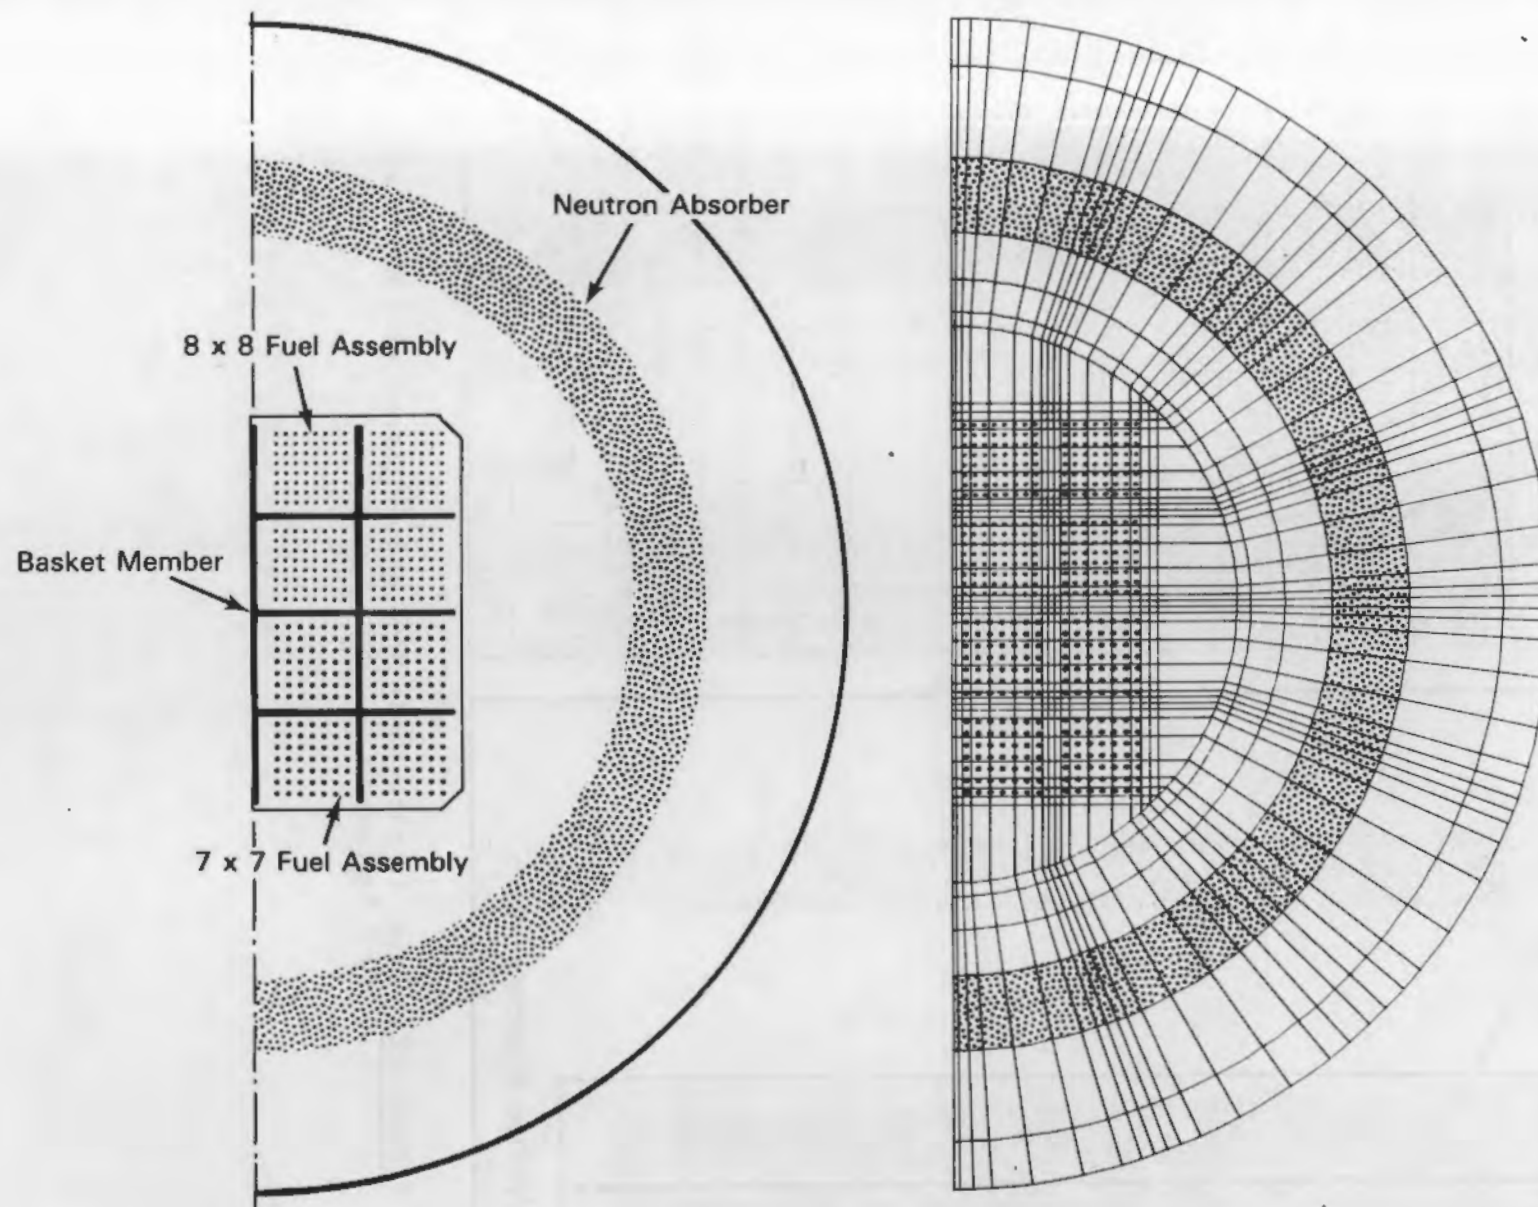 Neutron Absorber
8 x 8 Fuel Assembly
Basket Member
7 x 7 Fuel Assembly